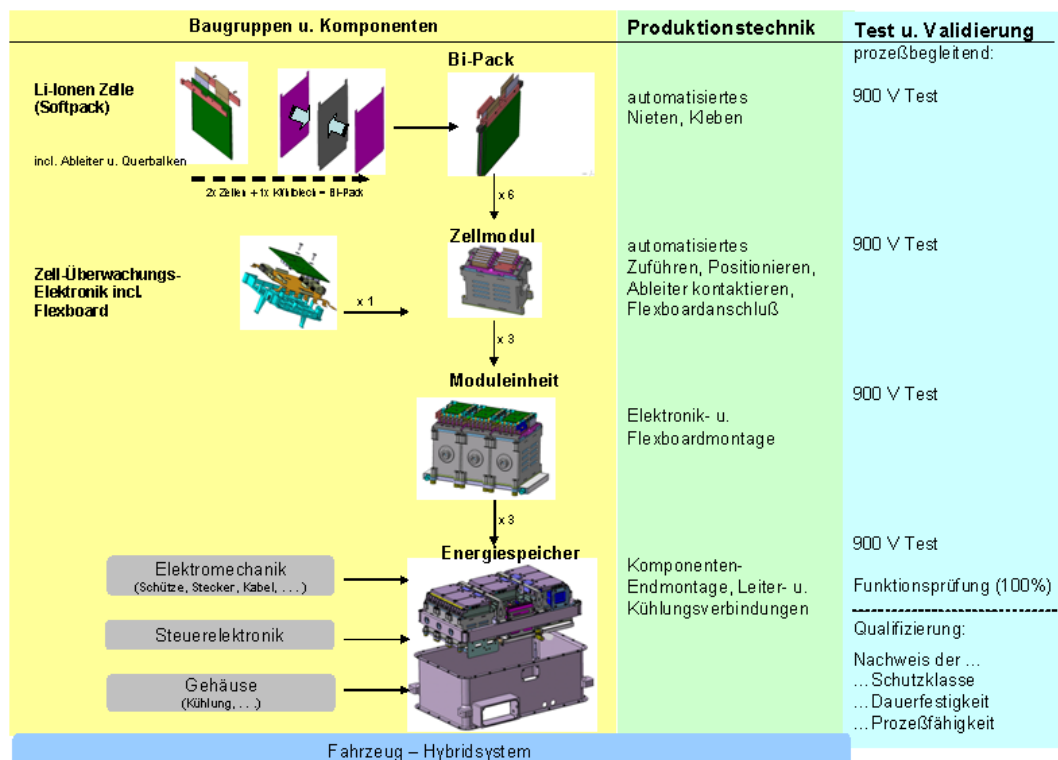 Baugruppen u. Komponenten
Produktionstechnik
Test u. Validierung
prozeßbegleitend:
Bi-Pack
Li-Ionen Zelle
(Softpack)
incl. Ableiter u. Querbalken
2x Zellen + 1x Kühlblech = Bi-Pack
automatisiertes
Nieten, Kleben
900 V Test
x 6
Zellmodul
Zell-Überwachungs-
Elektronik incl.
Flexboard
x 1
automatisiertes
Zuführen, Positionieren,
Ableiter kontaktieren,
Flexboardanschluß
900 V Test
x 3
Moduleinheit
Elektronik- u.
Flexboardmontage
900 V Test
x 3
Energiespeicher
Elektromechanik
(Schütze, Stecker, Kabel, . . . )
Steuerelektronik
Gehäuse
(Kühlung, . . .)
Komponenten-
Endmontage, Leiter- u.
Kühlungsverbindungen
900 V Test
Funktionsprüfung (100%)
Qualifizierung:
Nachweis der ...
...Schutzklasse
...Dauerfestigkeit
...Prozeßfähigkeit
Fahrzeug – Hybridsystem